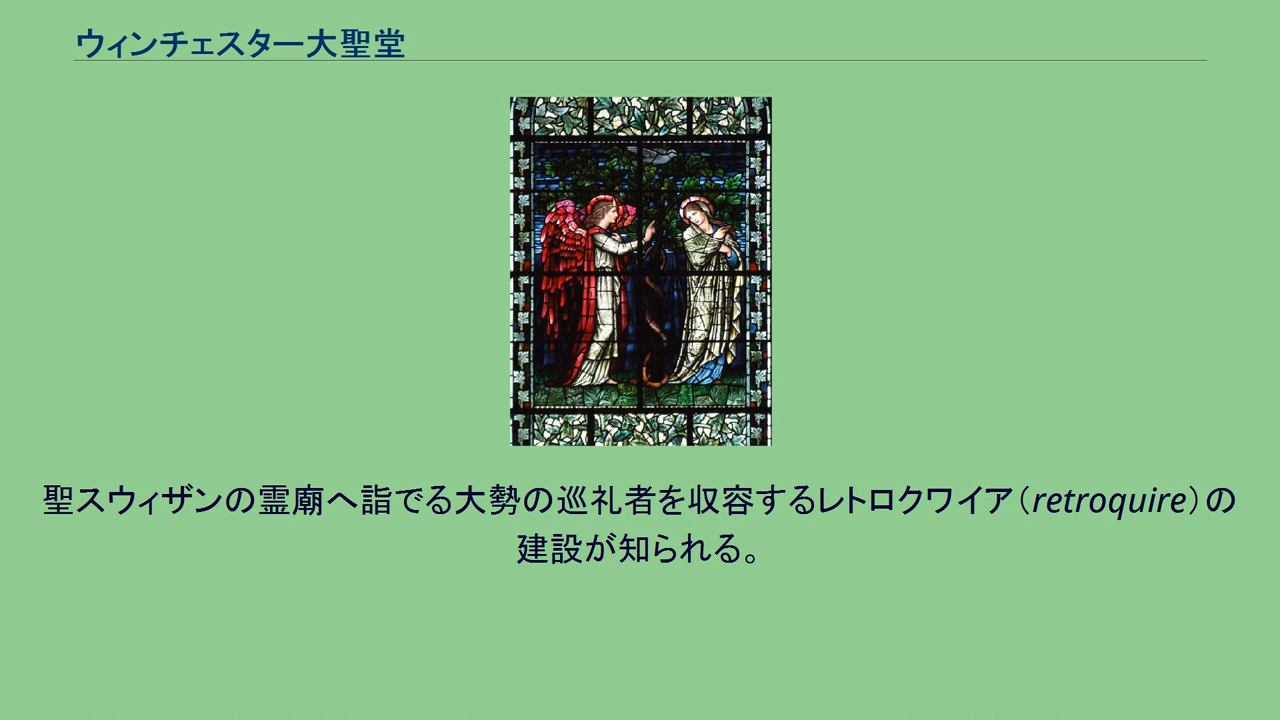 ウィンチェスター大聖堂
聖スウィザンの霊廟へ詣でる大勢の巡礼者を収容するレトロクワイア（retroquire）の
建設が知られる。